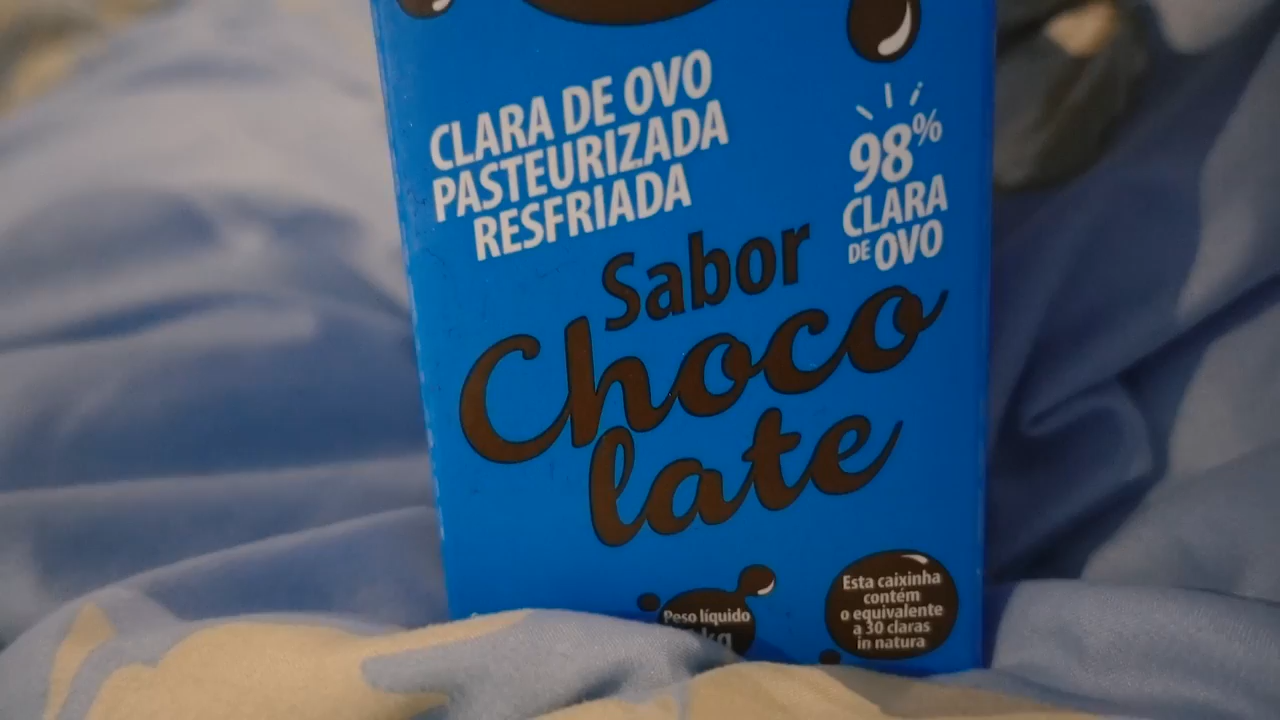 CLARA DE OVO
PASTEURIZADA
RESFRIADA
98%
CLARA
DE OVO
Sabor
Choco
late
Peso líquido
kg
Esta caixinha
contém
o equivalente
a 30 claras
in natura